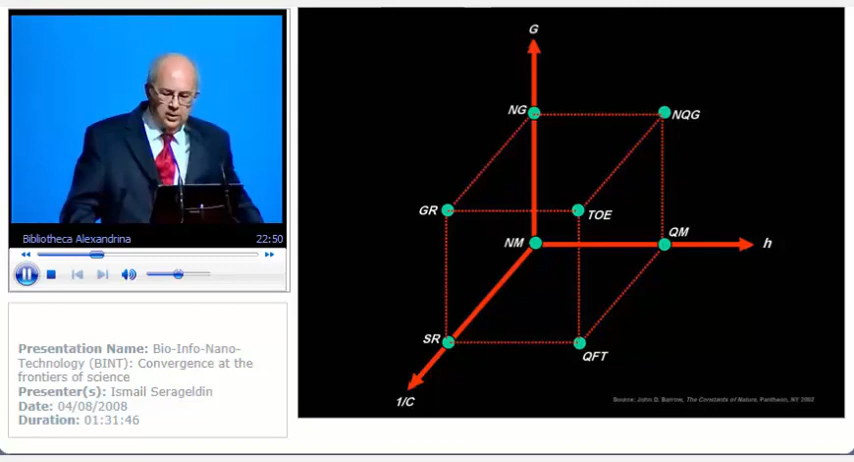 Bibliotheca Alexandrina 22:50
Presentation Name: Bio-Info-Nano-
Technology (BINT): Convergence at the
frontiers of science
Presenter(s): Ismail Serageldin
Date: 04/08/2008
Duration: 01:31:46
G
NG
NQG
GR
TOE
NM
QM
h
SR
QFT
1/C
Source: John D. Barrow, The Constants of Nature, Pantheon, NY 2002